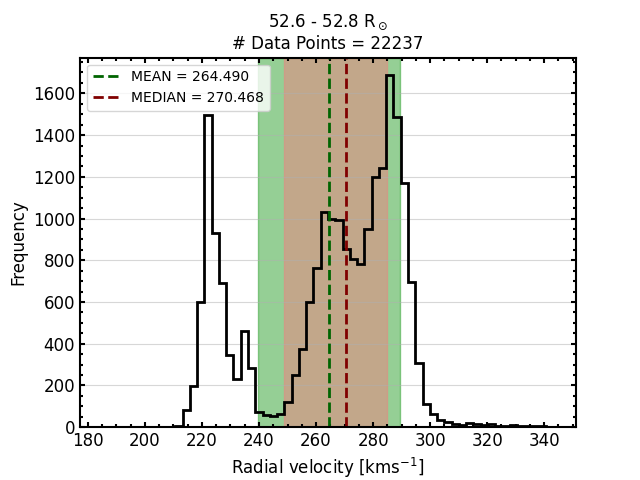 52.6 - 52.8 R⊙
# Data Points = 22237
MEAN = 264.490
MEDIAN = 270.468
Frequency
1600
1400
1200
1000
800
600
400
200
0
180 200 220 240 260 280 300 320 340
Radial velocity [kms⁻¹]